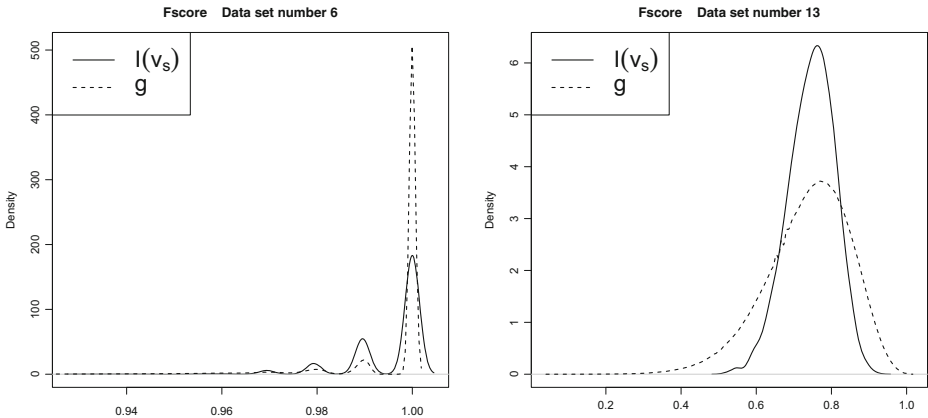 Fscore Data set number 6
Density
500
400
300
200
100
0
I(vs)
g
0.94 0.96 0.98 1.00
Fscore Data set number 13
Density
6
5
4
3
2
1
0
I(vs)
g
0.2 0.4 0.6 0.8 1.0